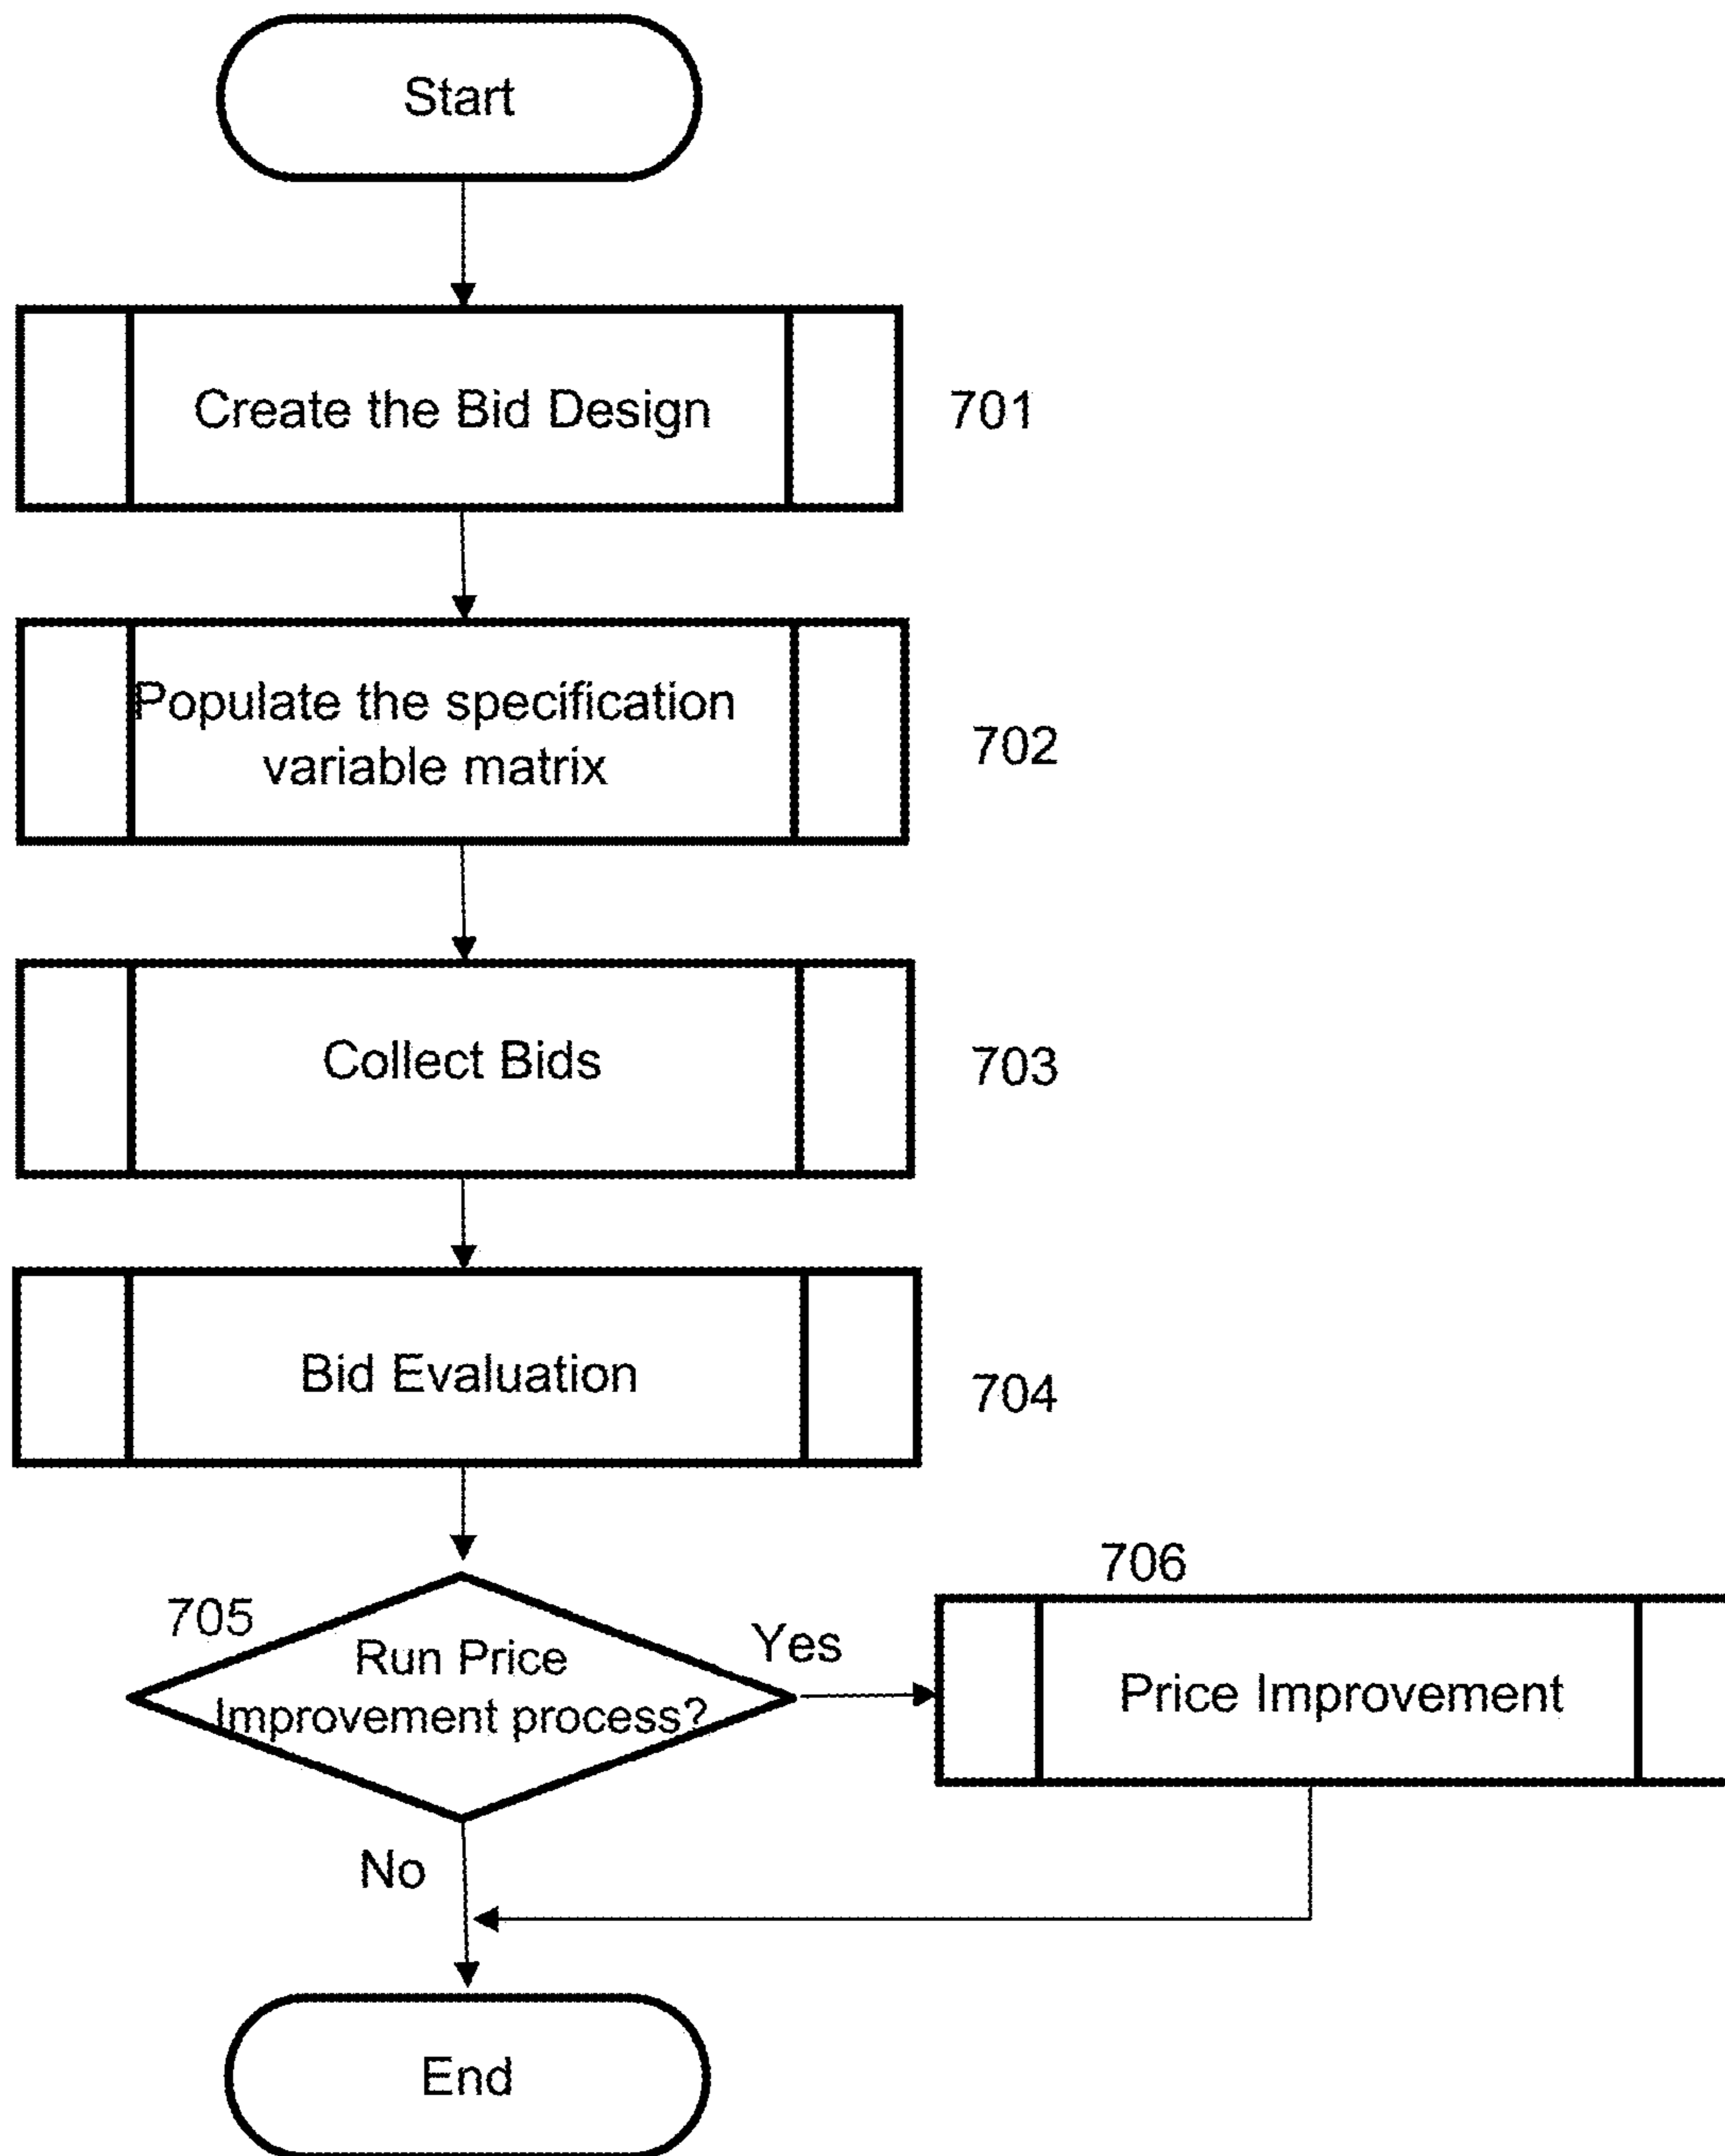 Start
Create the Bid Design
701
Populate the specification
variable matrix
702
Collect Bids
703
Bid Evaluation
704
705
Run Price
Improvement process?
Yes
706
Price Improvement
No
End